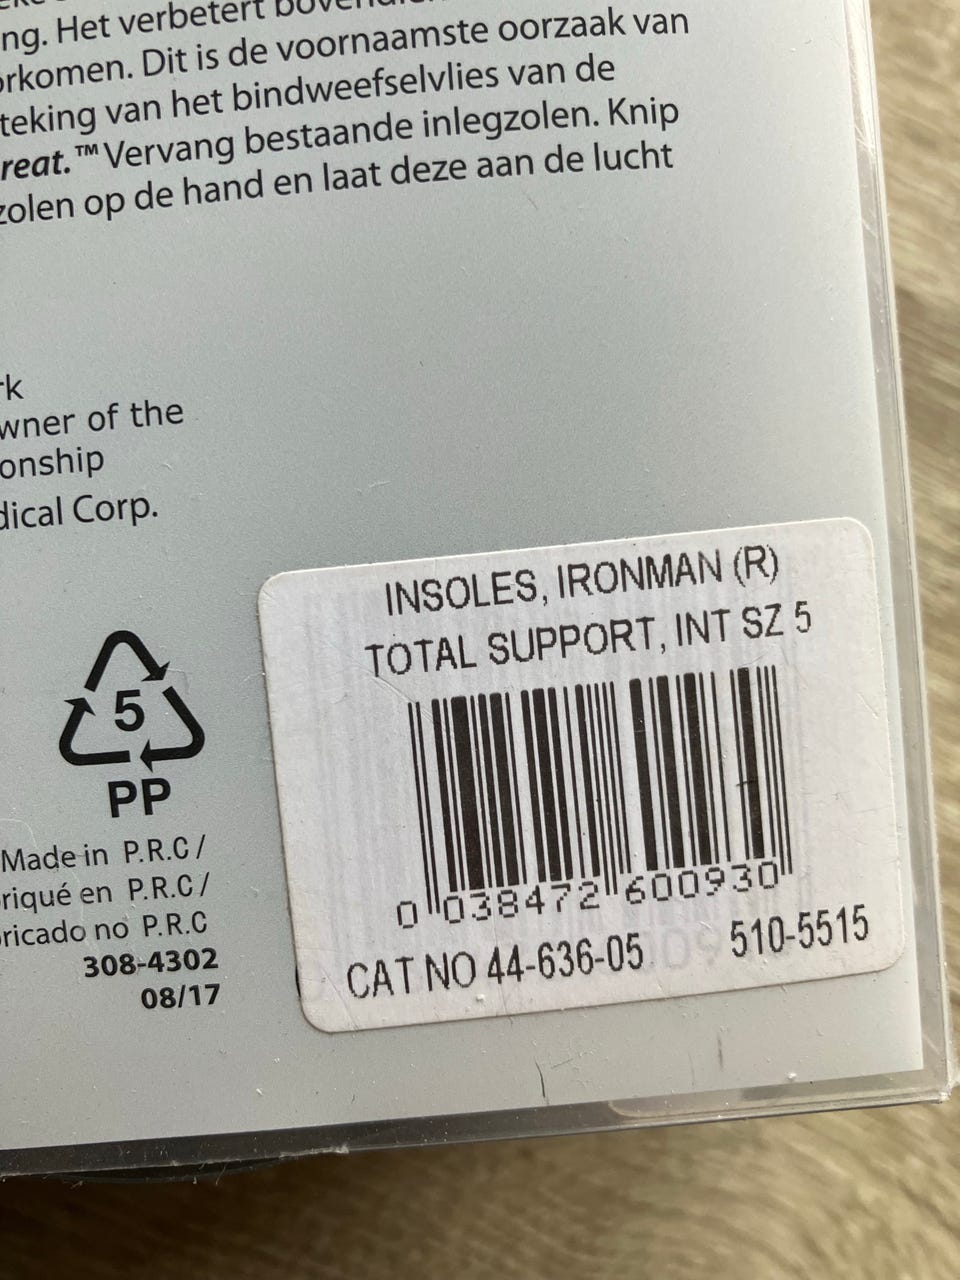 ng. Het verbetert
rkomen. Dit is de voornaamste oorzaak van
teking van het bindweefselvlies van de
reat.™ Vervang bestaande inlegzolen. Knip
zolen op de hand en laat deze aan de lucht
rk
wner of the
onship
dical Corp.
5
PP
Made in P.R.C /
riqué en P.R.C /
ricado no P.R.C
308-4302
08/17
INSOLES, IRONMAN (R)
TOTAL SUPPORT, INT SZ 5
0 038472 600930
CAT NO 44-636-05 510-5515